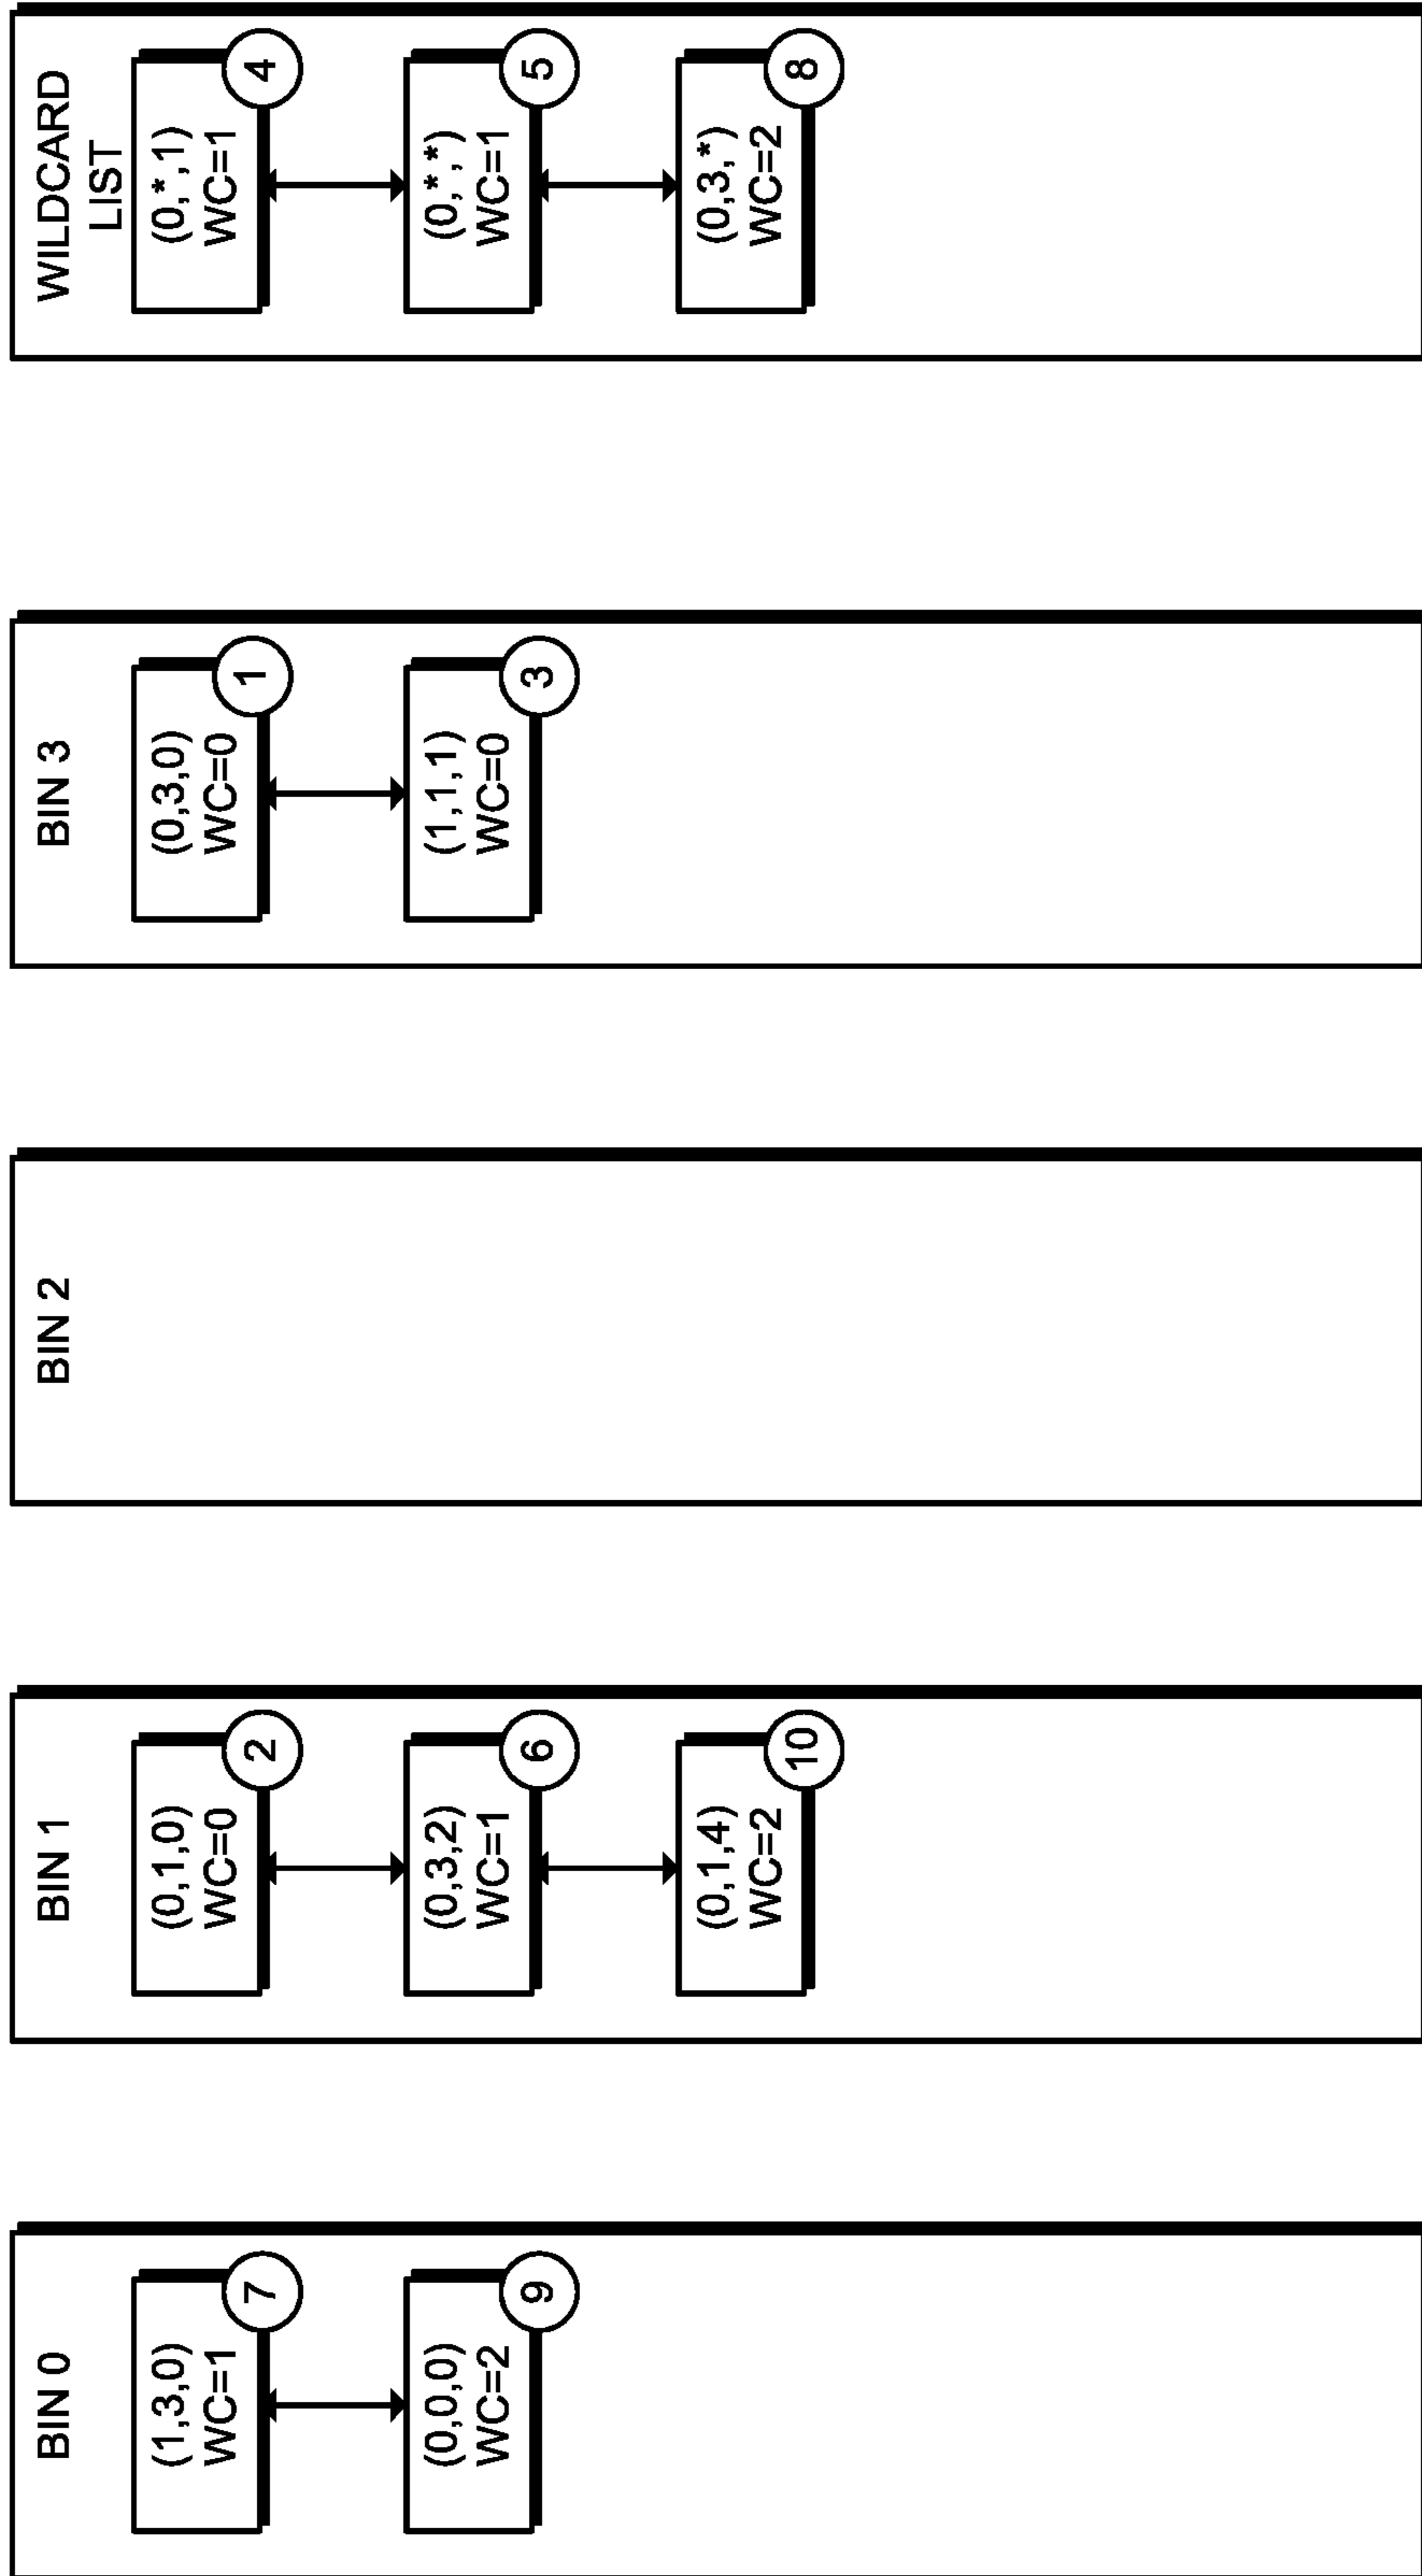 BIN 0
(1,3,0)
WC=1
7
(0,0,0)
WC=2
9
BIN 1
(0,1,0)
WC=0
2
(0,3,2)
WC=1
6
(0,1,4)
WC=2
10
BIN 2
BIN 3
(0,3,0)
WC=0
1
(1,1,1)
WC=0
3
WILDCARD
LIST
(0,*,1)
WC=1
4
(0,*,*)
WC=1
5
(0,3,*)
WC=2
8